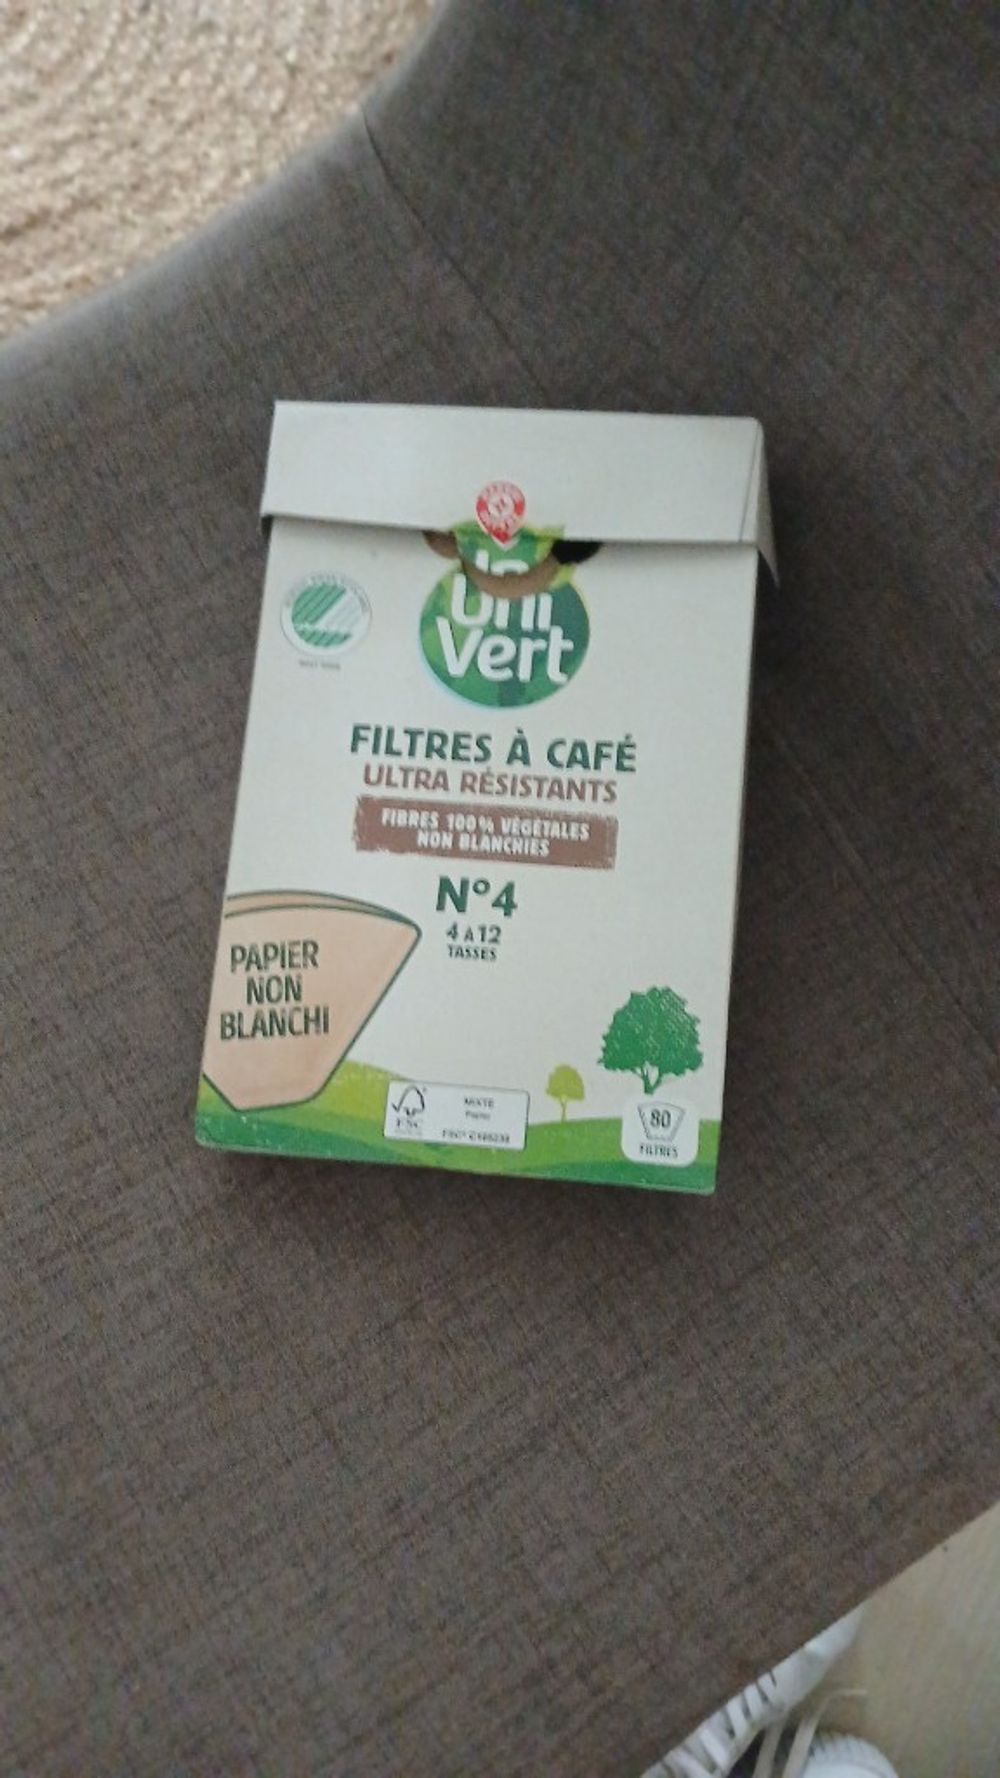 Uni
Vert
FILTRES À CAFÉ
ULTRA RÉSISTANTS
FIBRES 100% VÉGÉTALES
NON BLANCHIES
N°4
4 À 12
TASSES
PAPIER
NON
BLANCHI
FSC
MIXTE
Papier
80
FILTRES